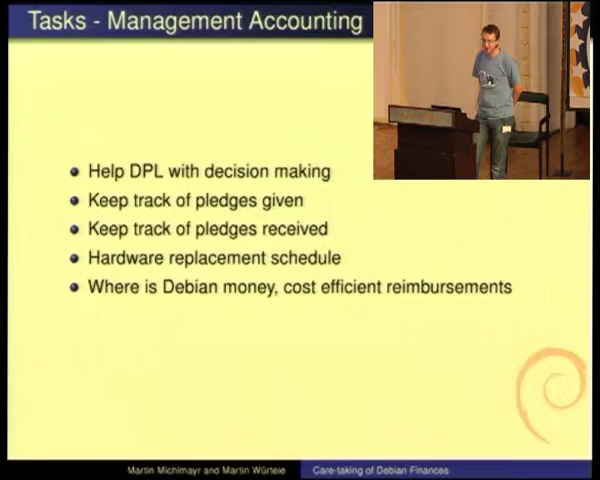 Tasks - Management Accounting
Help DPL with decision making
Keep track of pledges given
Keep track of pledges received
Hardware replacement schedule
Where is Debian money, cost efficient reimbursements
Martin Michlmayr and Martin Würtele
Care-taking of Debian Finances